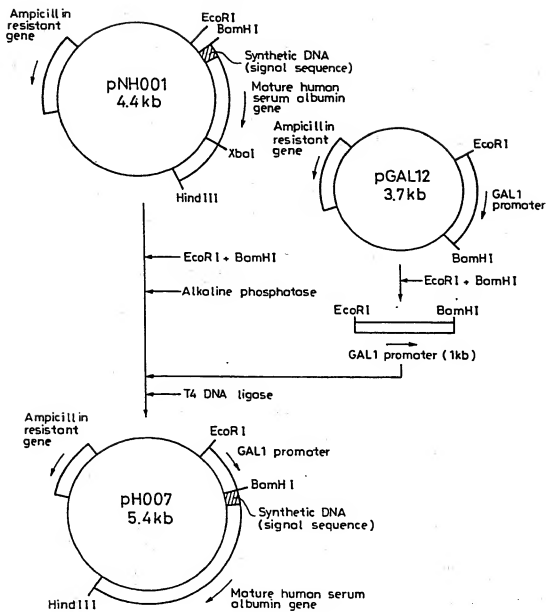 Ampicillin
resistant
gene
EcoRI
BamHI
Synthetic DNA
(signal sequence)
pNH001
4.4kb
Mature human
serum albumin
gene
XbaI
HindIII
Ampicillin
resistant
gene
EcoRI
pGAL12
3.7kb
GAL1
promoter
BamHI
EcoRI + BamHI
Alkaline phosphatase
EcoRI + BamHI
EcoRI
BamHI
GAL1 promoter (1kb)
T4 DNA ligase
Ampicillin
resistant
gene
EcoRI
GAL1 promoter
BamHI
pH007
5.4kb
Synthetic DNA
(signal sequence)
HindIII
Mature human serum
albumin gene